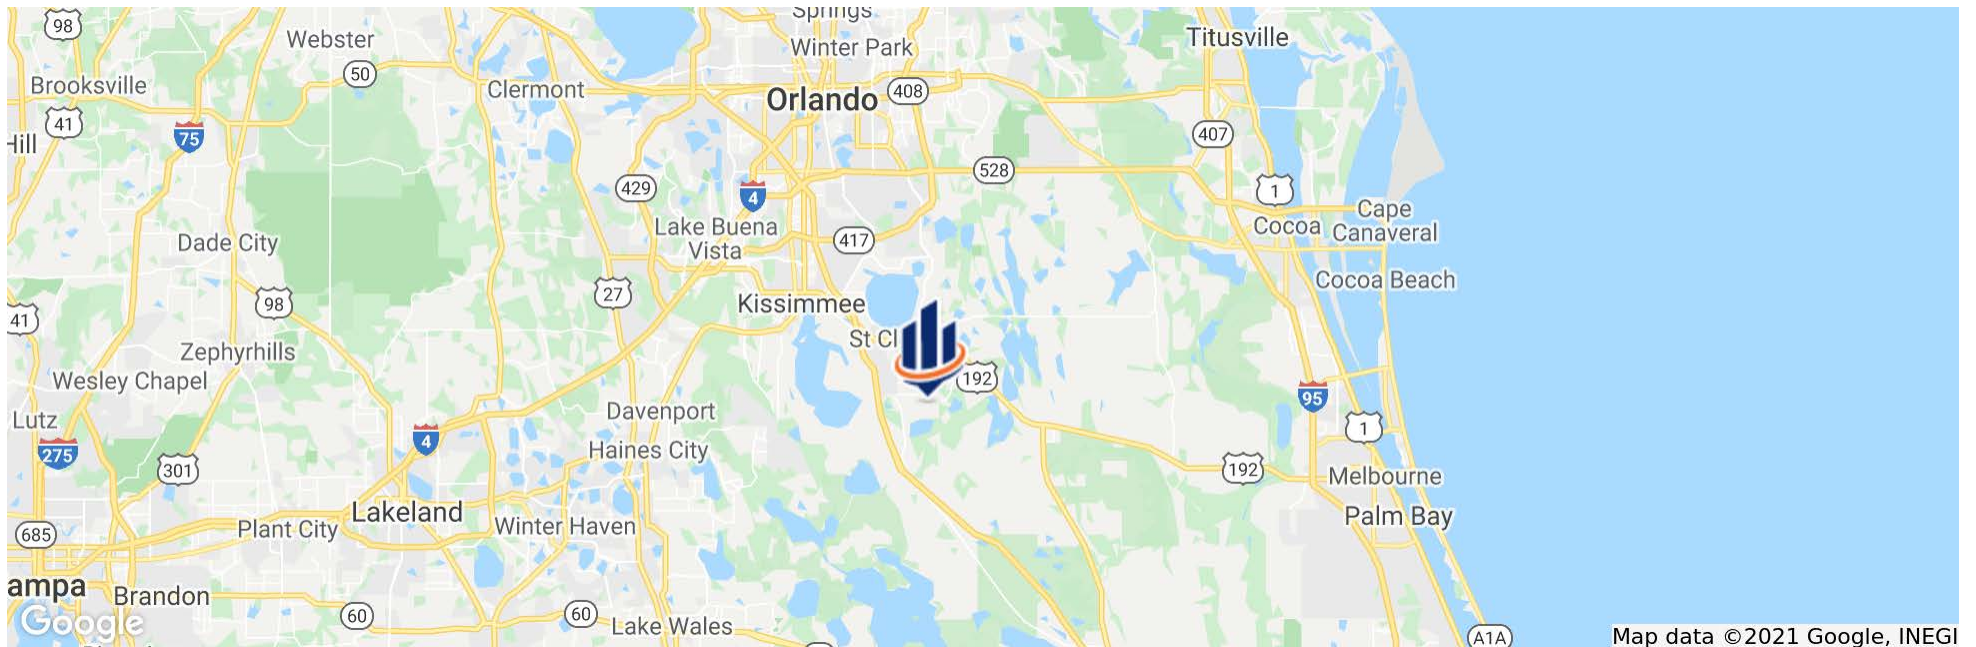 Springs
98
Webster
Winter Park
Titusville
50
Brooksville
Clermont
Orlando
408
41
75
407
Hill
528
429
4
1
Lake Buena
Vista
Cape
Canaveral
Cocoa
Dade City
417
Cocoa Beach
27
98
Kissimmee
41
St Cl
Zephyrhills
Wesley Chapel
192
95
Davenport
Lutz
1
4
275
Haines City
301
192
Melbourne
Lakeland
Palm Bay
Plant City
Winter Haven
685
ampa
Brandon
60
60
Google
Lake Wales
A1A
Map data ©2021 Google, INEGI